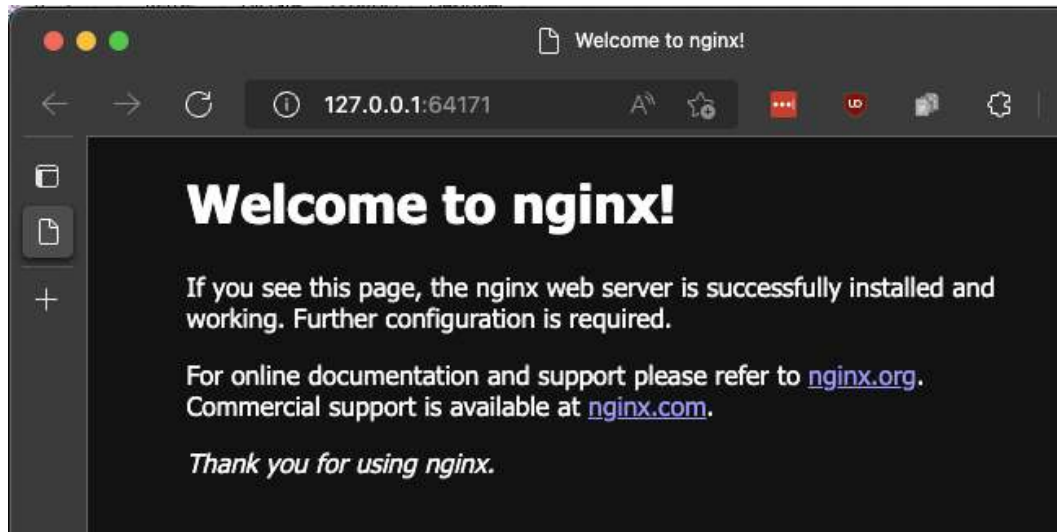 Welcome to nginx!
127.0.0.1:64171
UD
Welcome to nginx!
If you see this page, the nginx web server is successfully installed and
working. Further configuration is required.
For online documentation and support please refer to nginx.org.
Commercial support is available at nginx.com.
Thank you for using nginx.